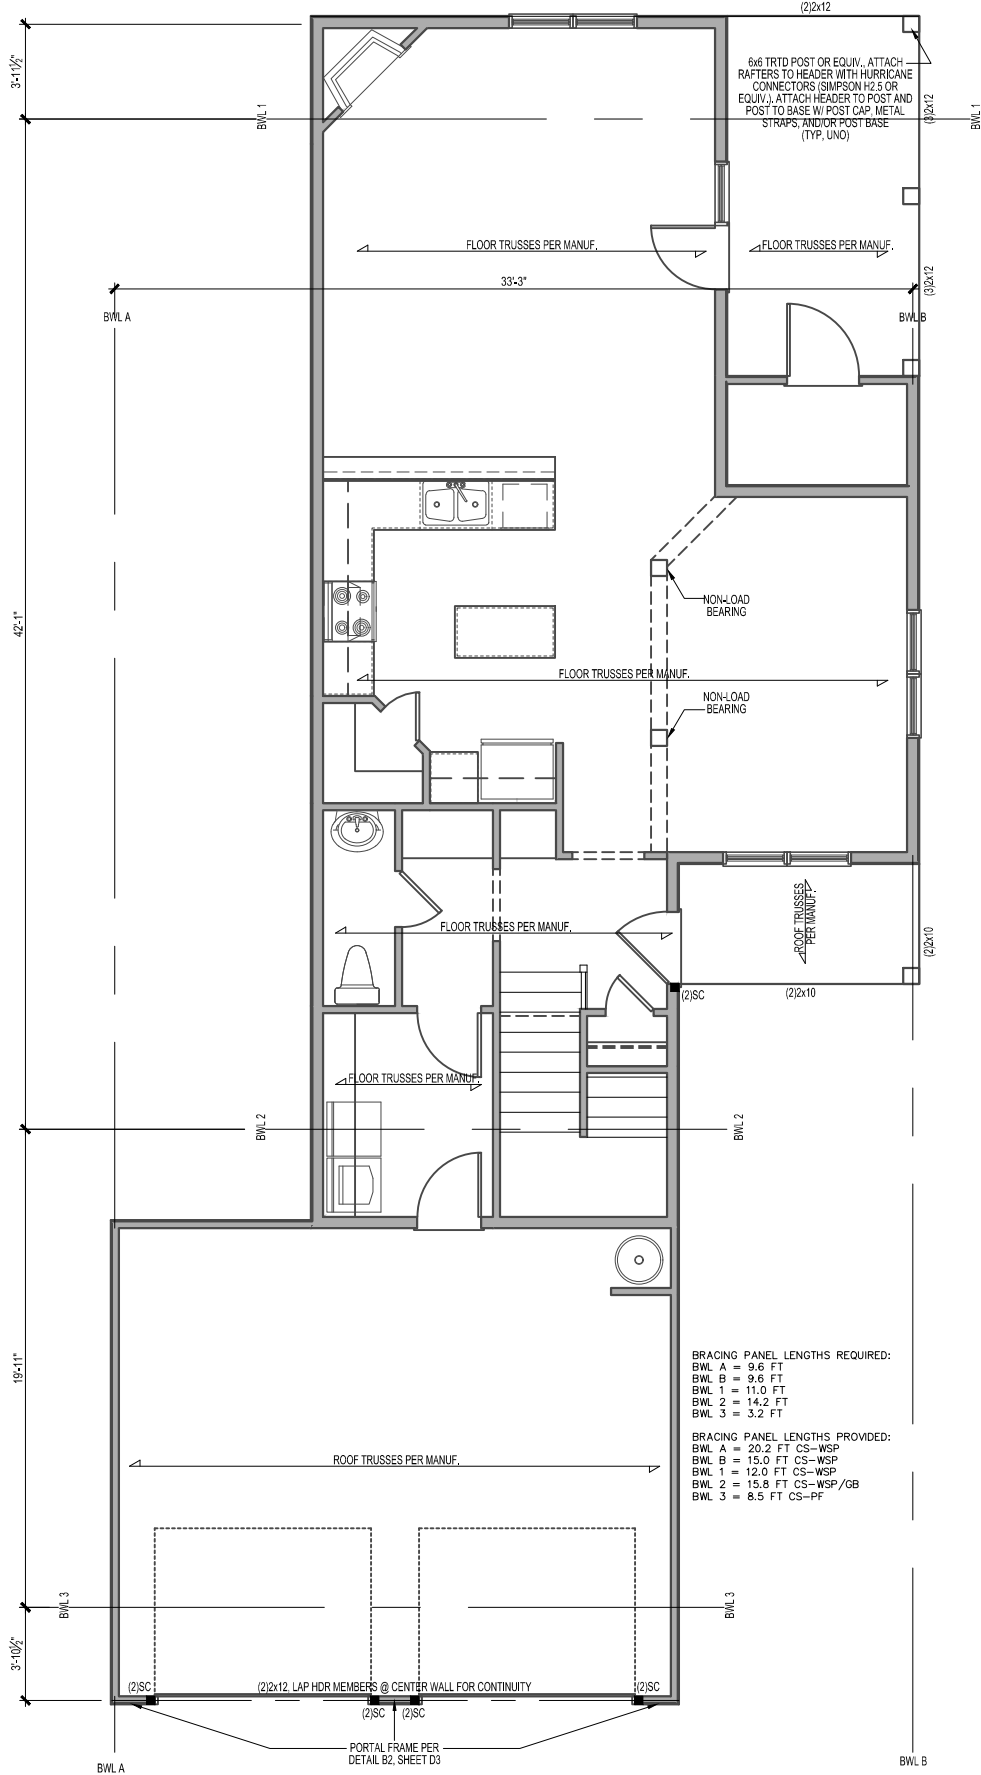 (2)2x12
3'-11½"
6x6 TRTD POST OR EQUIV., ATTACH
RAFTERS TO HEADER WITH HURRICANE
CONNECTORS (SIMPSON H2.5 OR
EQUIV.). ATTACH HEADER TO POST AND
POST TO BASE W/ POST CAP, METAL
STRAPS, AND/OR POST BASE
(TYP, UNO)
(3)2x12
BWL 1
BWL 1
FLOOR TRUSSES PER MANUF.
FLOOR TRUSSES PER MANUF.
(3)2x12
33'-3"
BWL A
BWL B
NON-LOAD
BEARING
42'-1"
FLOOR TRUSSES PER MANUF.
NON-LOAD
BEARING
ROOF TRUSSES
PER MANUF.
FLOOR TRUSSES PER MANUF.
(2)2x10
(2)SC
(2)2x10
FLOOR TRUSSES PER MANUF.
BWL 2
BWL 2
BRACING PANEL LENGTHS REQUIRED:
BWL A = 9.6 FT
BWL B = 9.6 FT
BWL 1 = 11.0 FT
BWL 2 = 14.2 FT
BWL 3 = 3.2 FT
19'-11"
BRACING PANEL LENGTHS PROVIDED:
BWL A = 20.2 FT CS-WSP
BWL B = 15.0 FT CS-WSP
BWL 1 = 12.0 FT CS-WSP
BWL 2 = 15.8 FT CS-WSP/GB
BWL 3 = 8.5 FT CS-PF
ROOF TRUSSES PER MANUF.
BWL 3
BWL 3
3'-10½"
(2)SC
(2)2x12, LAP HDR MEMBERS @ CENTER WALL FOR CONTINUITY
(2)SC
(2)SC
(2)SC
PORTAL FRAME PER
DETAIL B2, SHEET D3
BWL A
BWL B